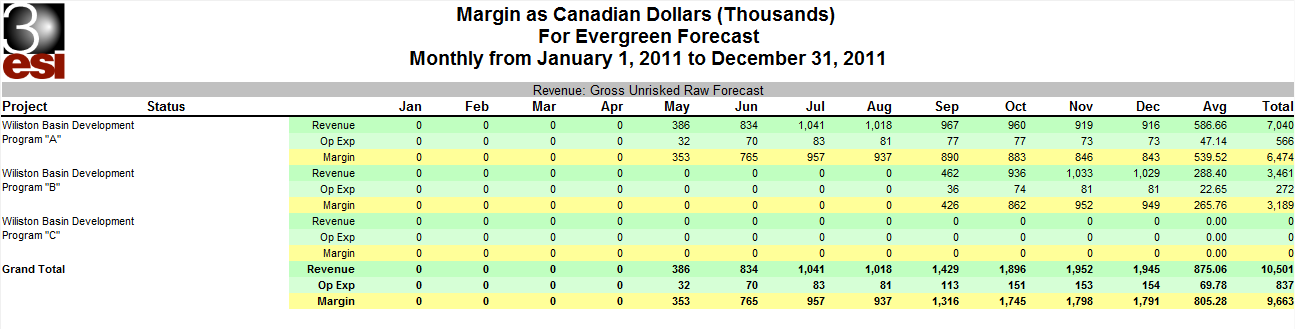 3
esi
Margin as Canadian Dollars (Thousands)
For Evergreen Forecast
Monthly from January 1, 2011 to December 31, 2011
Revenue: Gross Unrisked Raw Forecast
Project Status Jan Feb Mar Apr May Jun Jul Aug Sep Oct Nov Dec Avg Total
Wiliston Basin Development Revenue 0 0 0 0 386 834 1,041 1,018 967 960 919 916 586.66 7,040
Program "A" Op Exp 0 0 0 0 32 70 83 81 77 77 73 73 47.14 566
Margin 0 0 0 0 353 765 957 937 890 883 846 843 539.52 6,474
Wiliston Basin Development Revenue 0 0 0 0 0 0 0 0 462 936 1,033 1,029 288.40 3,461
Program "B" Op Exp 0 0 0 0 0 0 0 0 36 74 81 81 22.65 272
Margin 0 0 0 0 0 0 0 0 426 862 952 949 265.76 3,189
Wiliston Basin Development Revenue 0 0 0 0 0 0 0 0 0 0 0 0 0.00 0
Program "C" Op Exp 0 0 0 0 0 0 0 0 0 0 0 0 0.00 0
Margin 0 0 0 0 0 0 0 0 0 0 0 0 0.00 0
Grand Total Revenue 0 0 0 0 386 834 1,041 1,018 1,429 1,896 1,952 1,945 875.06 10,501
Op Exp 0 0 0 0 32 70 83 81 113 151 153 154 69.78 837
Margin 0 0 0 0 353 765 957 937 1,316 1,745 1,798 1,791 805.28 9,663